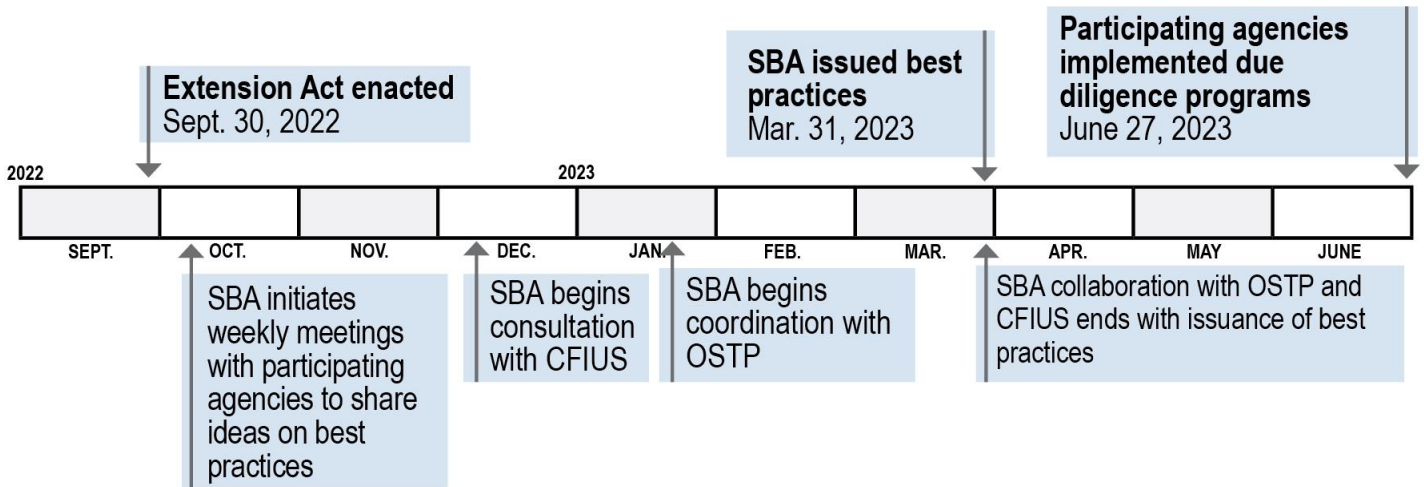 Extension Act enacted
Sept. 30, 2022
SBA issued best
practices
Mar. 31, 2023
Participating agencies
implemented due
diligence programs
June 27, 2023
2022
2023
SEPT.
OCT.
NOV.
DEC.
JAN.
FEB.
MAR.
APR.
MAY
JUNE
SBA initiates
weekly meetings
with participating
agencies to share
ideas on best
practices
SBA begins
consultation
with CFIUS
SBA begins
coordination with
OSTP
SBA collaboration with OSTP and
CFIUS ends with issuance of best
practices